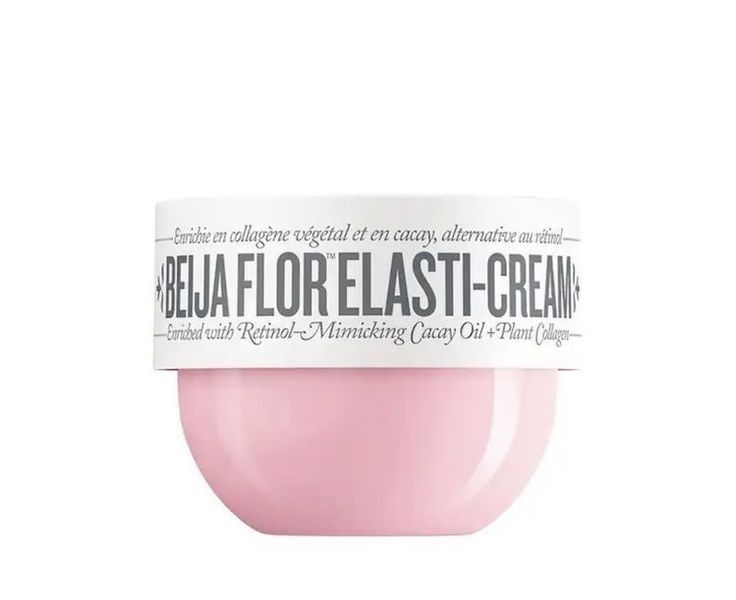 Enrichie en collagène végétal et en cacay, alternative au rétinol
BEIJA FLOR™ ELASTI-CREAM
Enriched with Retinol-Mimicking Cacay Oil + Plant Collagen